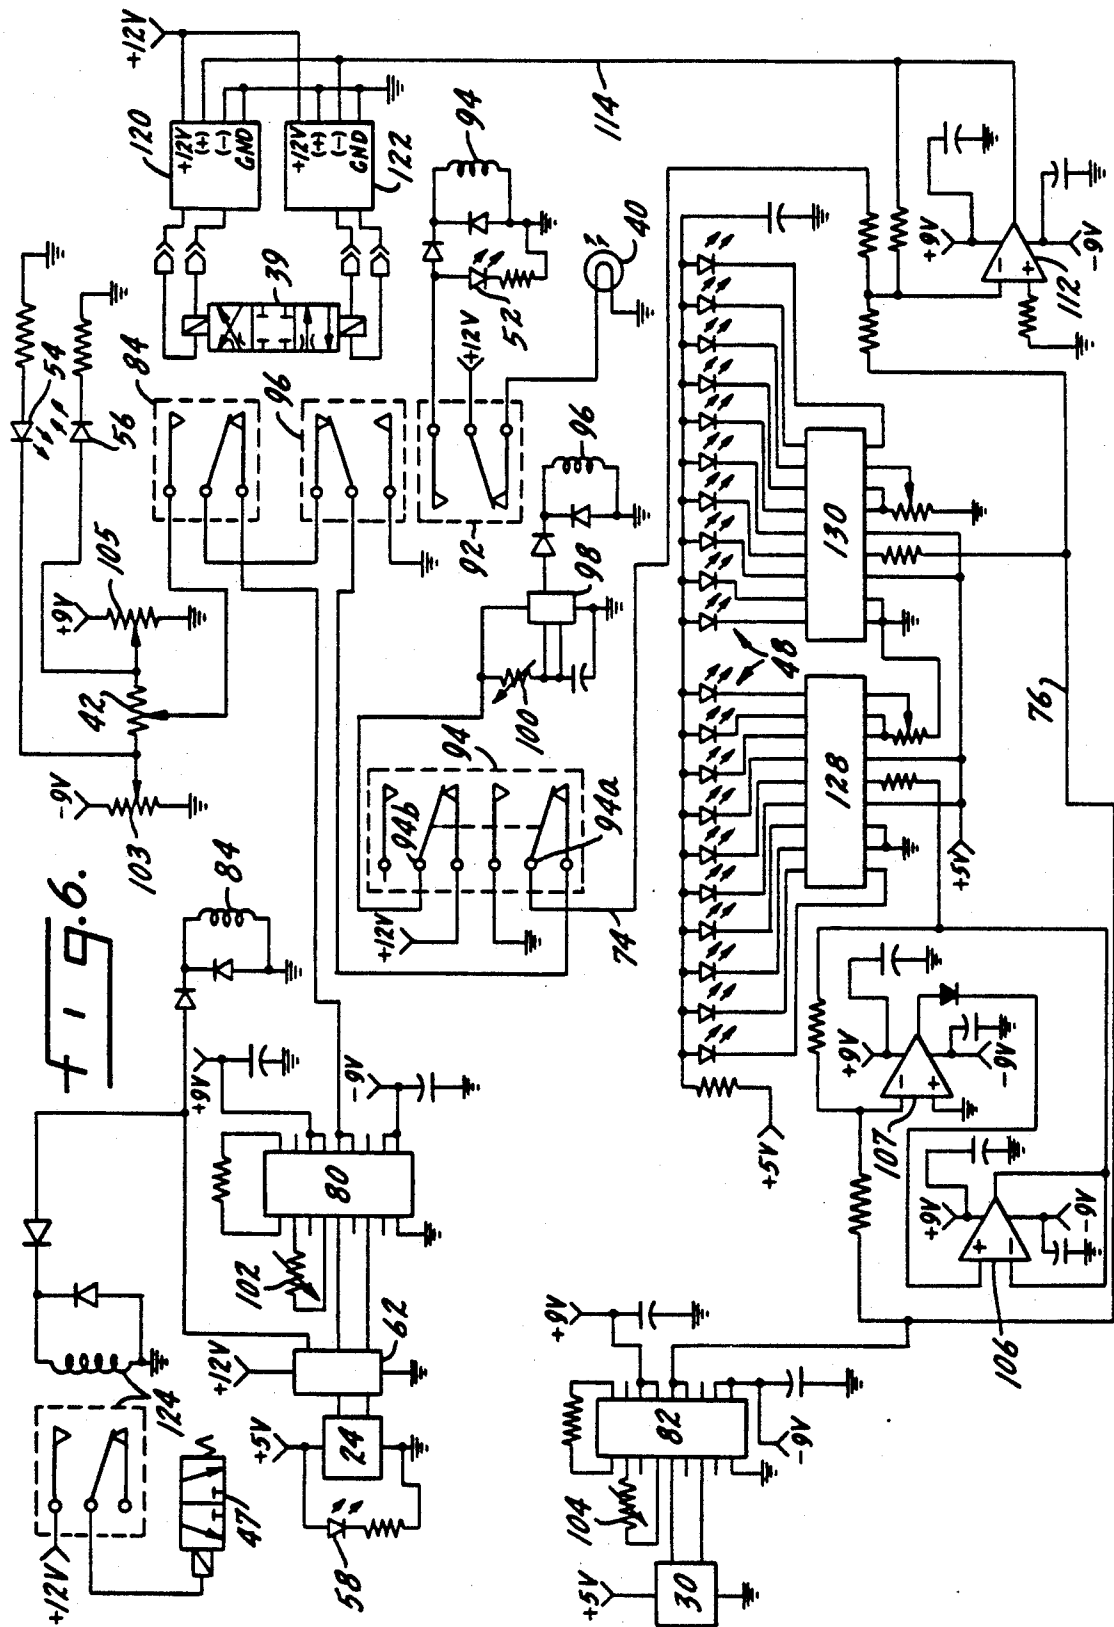 Fig. 6.
+12V
124
47
+5V
24
58
+12V
62
102
80
+9V
-9V
84
-9V
103
42
+9V
105
54
56
84
96
39
120
+12V
(+)
(-)
GND
+12V
+12V
(+)
(-)
GND
122
94
52
+12V
92
40
96
98
100
94
94b
94a
+12V
74
114
+5V
30
104
82
+9V
-9V
106
+9V
-9V
+
-
107
+9V
-9V
-
+
+5V
48
128
130
+5V
76
112
+9V
-9V
-
+